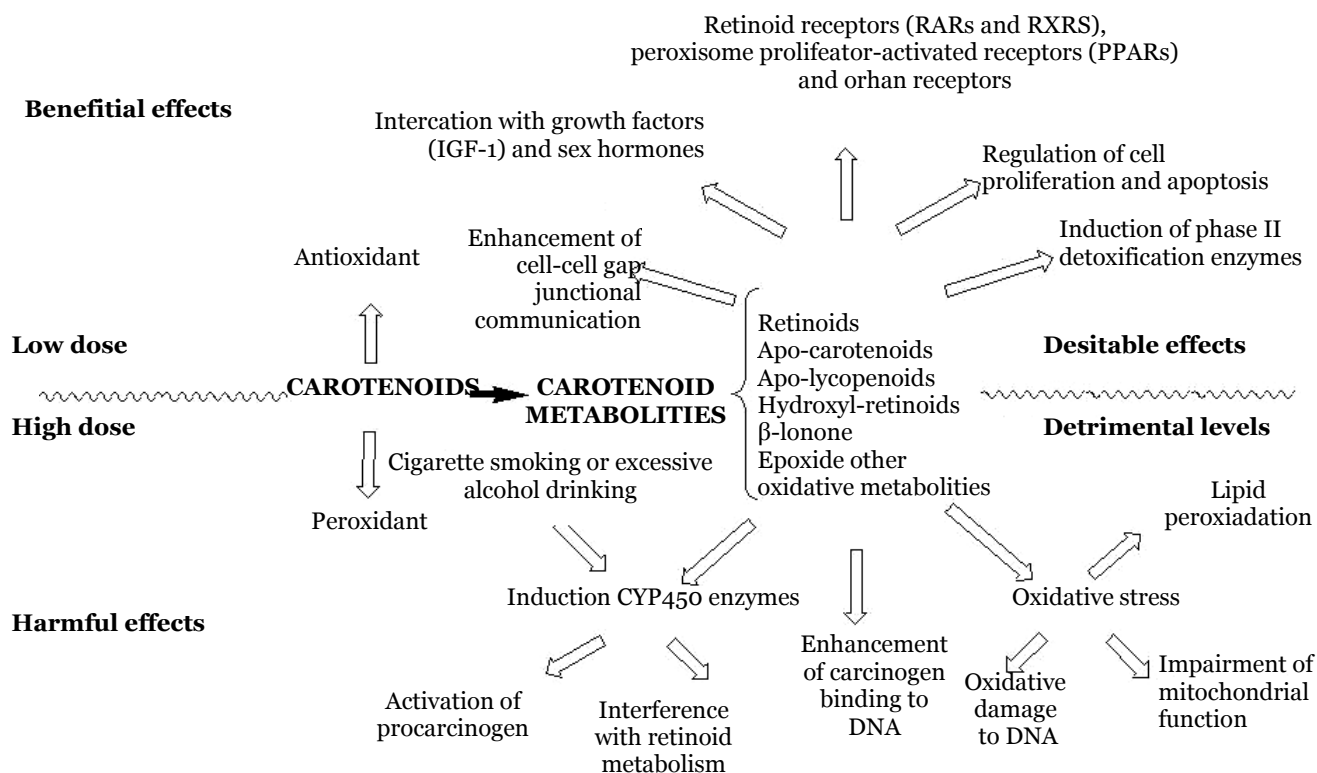 Retinoid receptors (RARs and RXRS),
peroxisome prolifeator-activated receptors (PPARs)
and orhan receptors
Benefitial effects
Intercation with growth factors
(IGF-1) and sex hormones
Regulation of cell
proliferation and apoptosis
Antioxidant
Enhancement of
cell-cell gap
junctional
communication
Induction of phase II
detoxification enzymes
Low dose
Desitable effects
CAROTENOIDS
CAROTENOID
METABOLITIES
Retinoids
Apo-carotenoids
Apo-lycopenoids
Hydroxyl-retinoids
β-lonone
Epoxide other
oxidative metabolities
High dose
Detrimental levels
Cigarette smoking or excessive
alcohol drinking
Peroxidant
Lipid
peroxiadation
Induction CYP450 enzymes
Oxidative stress
Harmful effects
Activation of
procarcinogen
Interference
with retinoid
metabolism
Enhancement
of carcinogen
binding to
DNA
Oxidative
damage
to DNA
Impairment of
mitochondrial
function